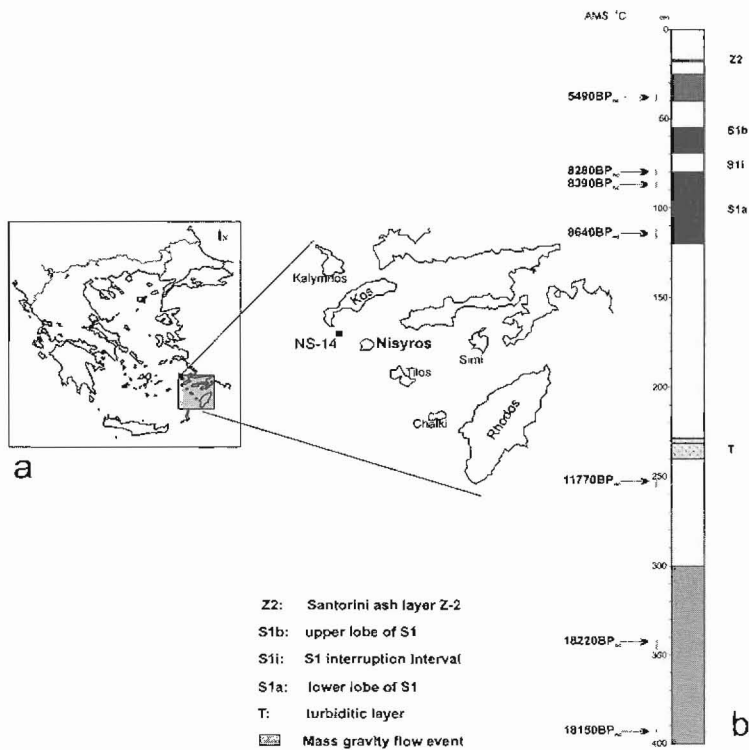 AMS ¹⁴C
cm
0
Z2
5490BP
50
S1b
S1i
8280BP
8390BP
S1a
100
8640BP
N
Kalymnos
Kos
150
NS-14
Nisyros
Simi
Tilos
200
Chalki
Rhodos
T
a
250
11770BP
300
Z2: Santorini ash layer Z-2
S1b: upper lobe of S1
18220BP
S1i: S1 interruption Interval
350
S1a: lower lobe of S1
T: turbiditic layer
18150BP
b
Mass gravity flow event
400